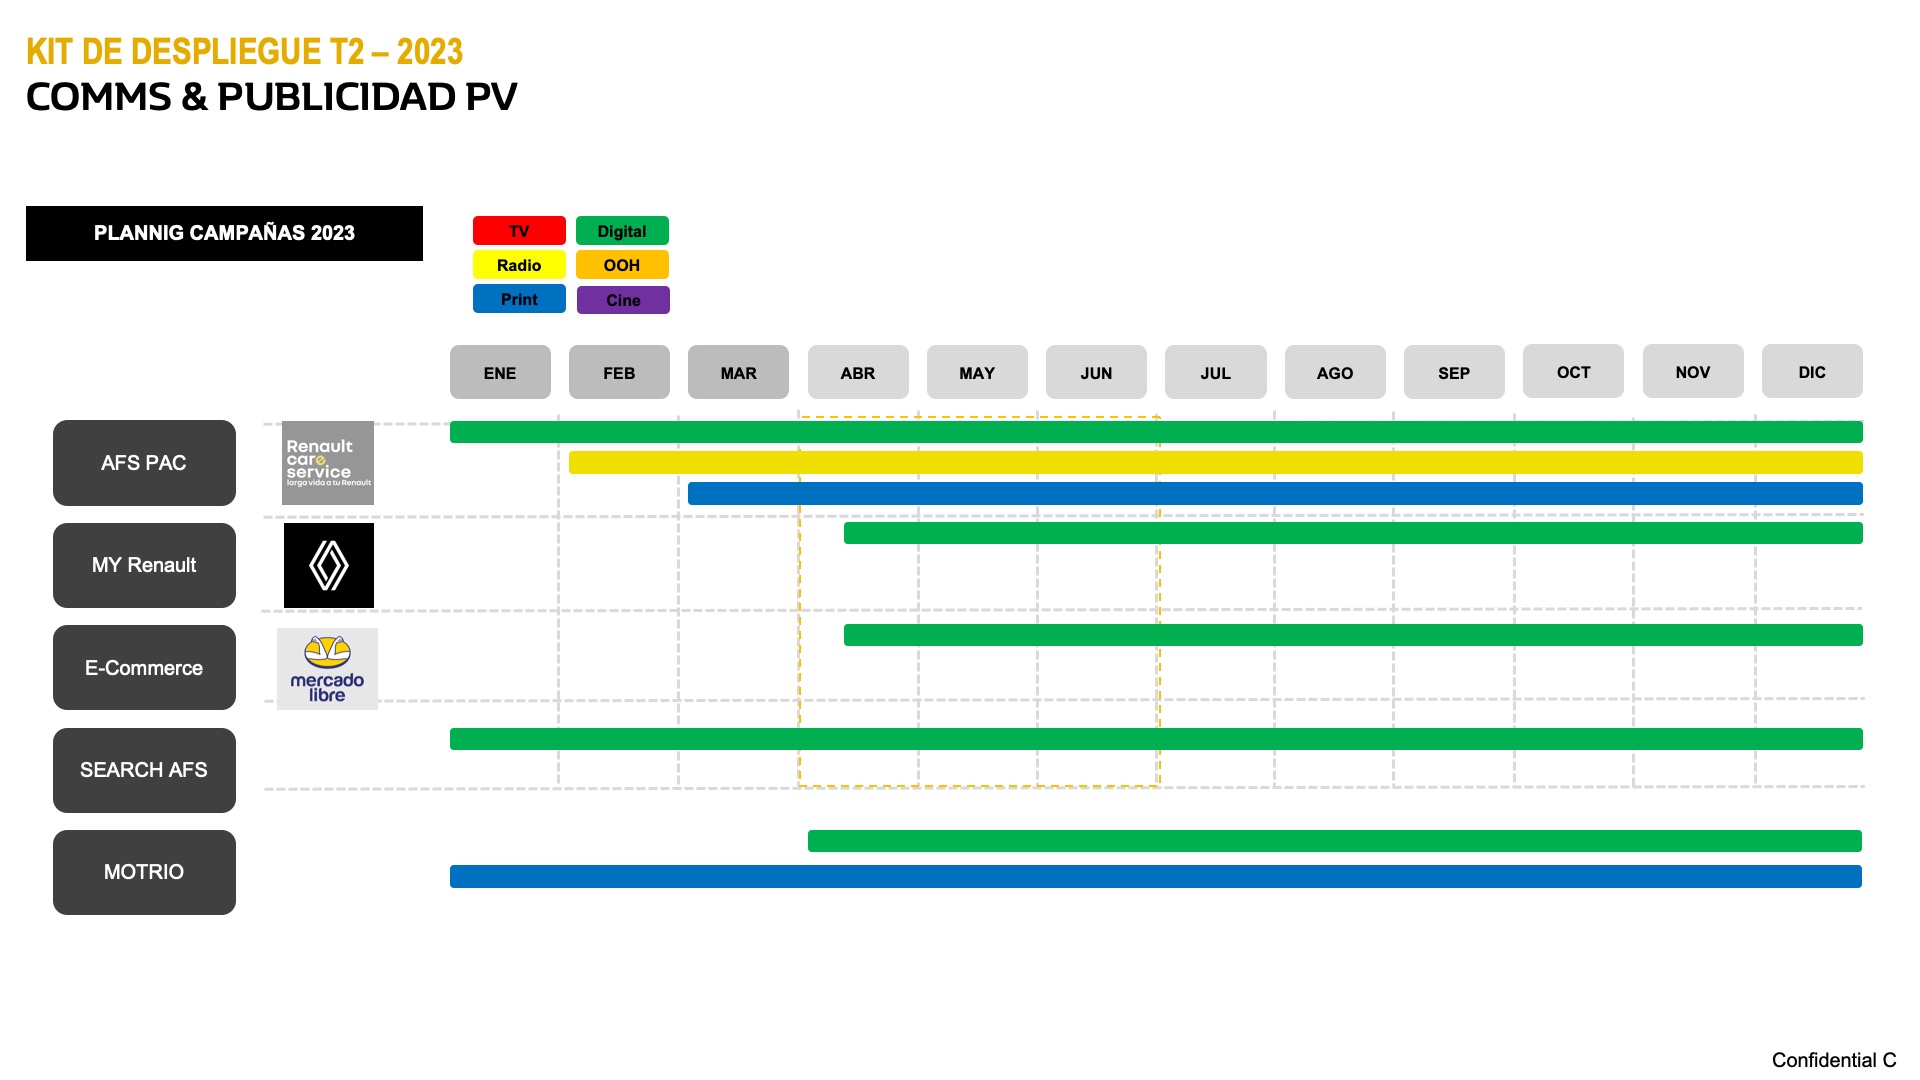 KIT DE DESPLIEGUE T2 – 2023
COMMS & PUBLICIDAD PV
PLANNIG CAMPAÑAS 2023
TV
Digital
Radio
OOH
Print
Cine
ENE
FEB
MAR
ABR
MAY
JUN
JUL
AGO
SEP
OCT
NOV
DIC
AFS PAC
Renault
care
service
larga vida a tu Renault
MY Renault
E-Commerce
mercado
libre
SEARCH AFS
MOTRIO
Confidential C